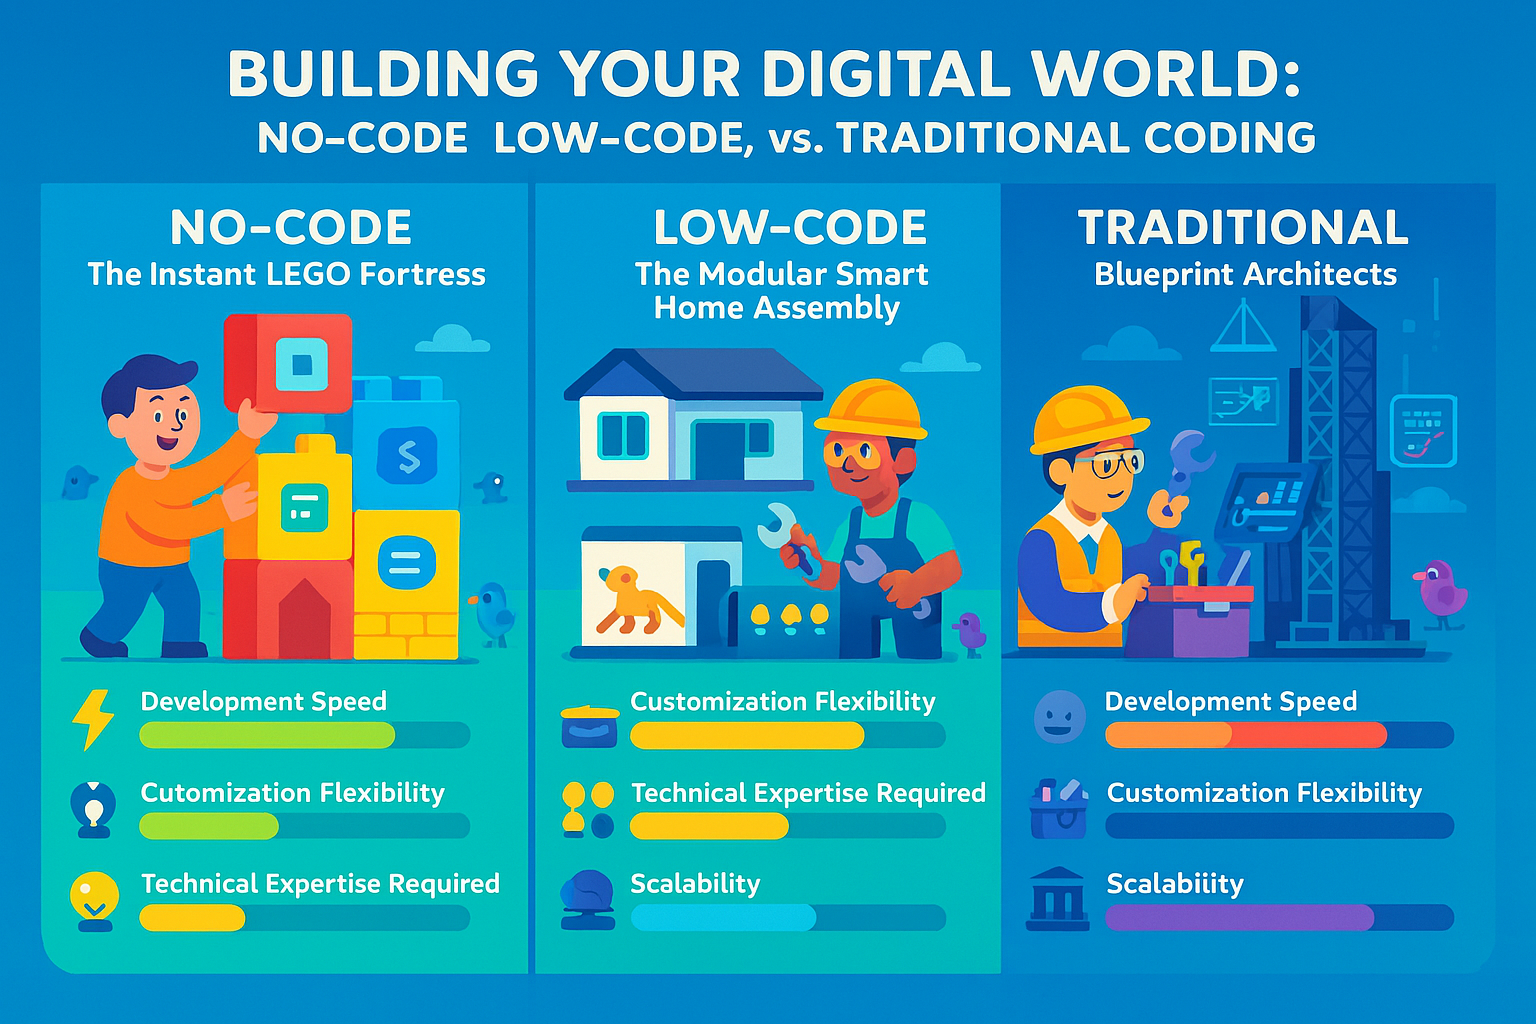 BUILDING YOUR DIGITAL WORLD:
NO-CODE LOW-CODE, vs. TRADITIONAL CODING
NO-CODE
The Instant LEGO Fortress
LOW-CODE
The Modular Smart
Home Assembly
TRADITIONAL
Blueprint Architects
S
Development Speed
Cutomization Flexibility
Technical Expertise Required
Customization Flexibility
Technical Expertise Required
Scalability
Development Speed
Customization Flexibility
Scalability